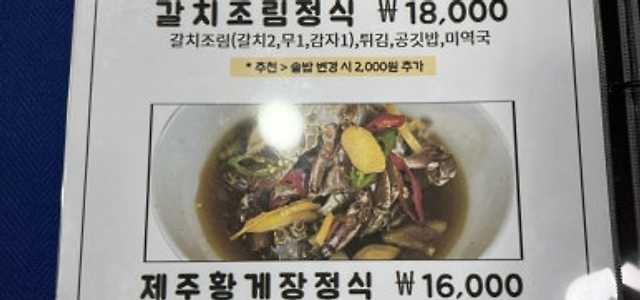 갈치조림정식 ₩18,000
갈치조림(갈치2,무1,감자1),튀김,공깃밥,미역국
* 추천 > 솥밥 변경 시 2,000원 추가
제주황게장정식 ₩16,000